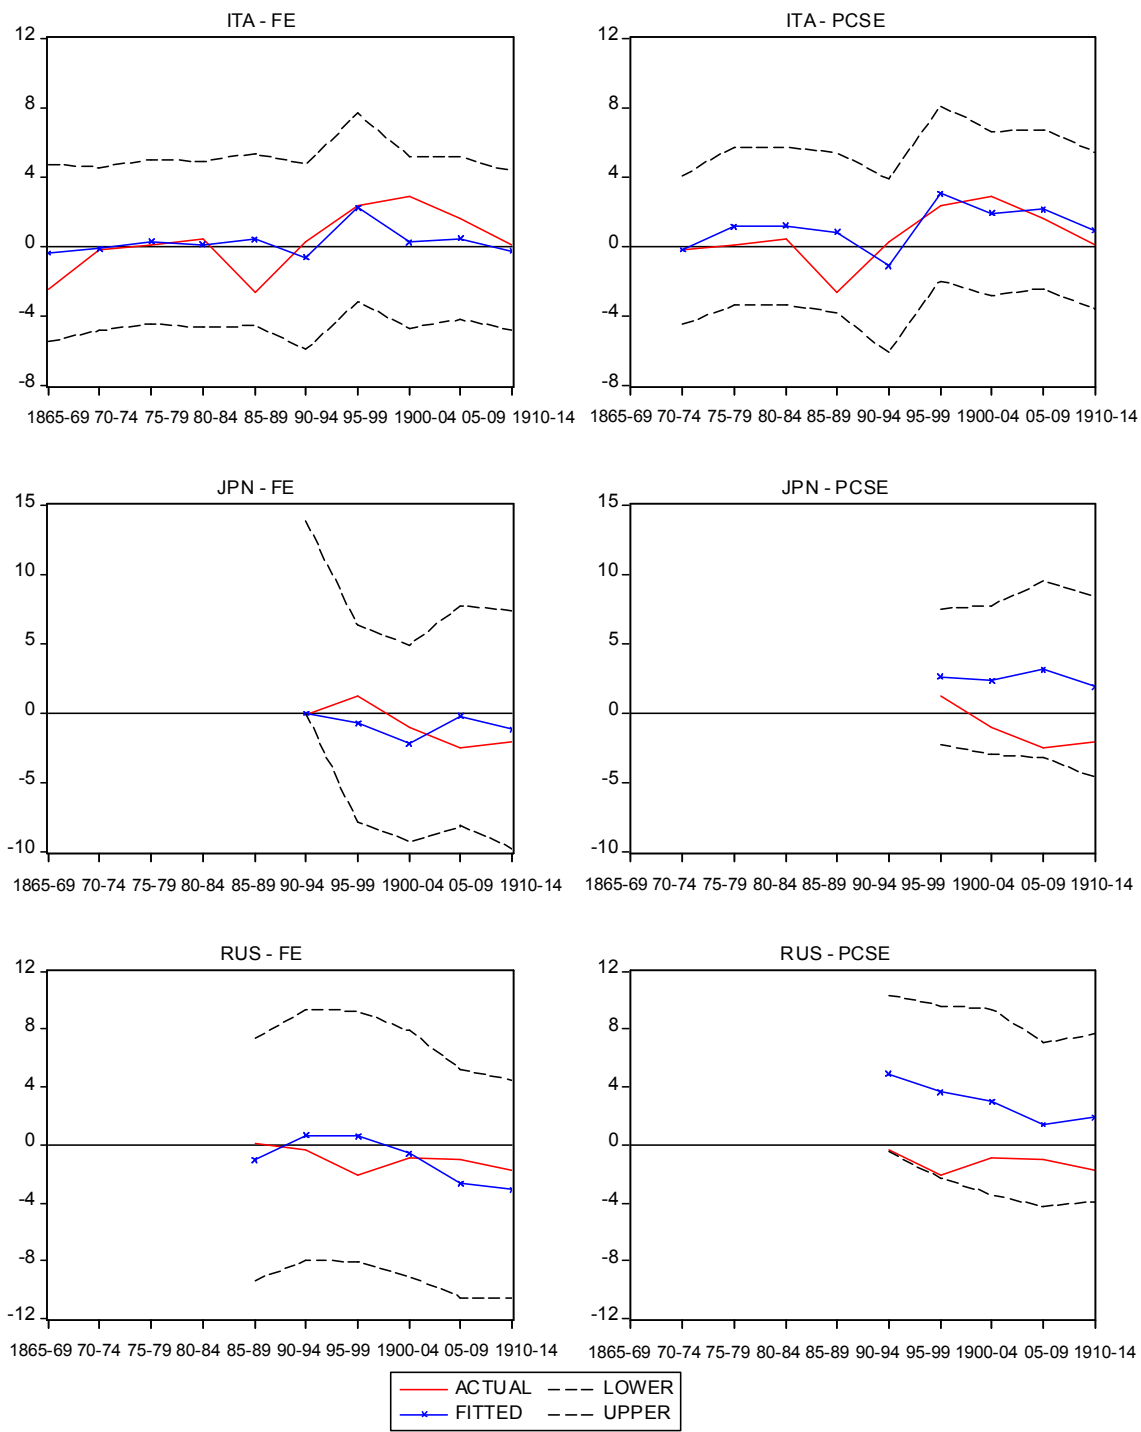 ITA - FE
12
8
4
0
-4
-8
1865-69 70-74 75-79 80-84 85-89 90-94 95-99 1900-04 05-09 1910-14
ITA - PCSE
12
8
4
0
-4
-8
1865-69 70-74 75-79 80-84 85-89 90-94 95-99 1900-04 05-09 1910-14
JPN - FE
15
10
5
0
-5
-10
1865-69 70-74 75-79 80-84 85-89 90-94 95-99 1900-04 05-09 1910-14
JPN - PCSE
15
10
5
0
-5
-10
1865-69 70-74 75-79 80-84 85-89 90-94 95-99 1900-04 05-09 1910-14
RUS - FE
12
8
4
0
-4
-8
-12
1865-69 70-74 75-79 80-84 85-89 90-94 95-99 1900-04 05-09 1910-14
RUS - PCSE
12
8
4
0
-4
-8
-12
1865-69 70-74 75-79 80-84 85-89 90-94 95-99 1900-04 05-09 1910-14
ACTUAL LOWER
FITTED UPPER